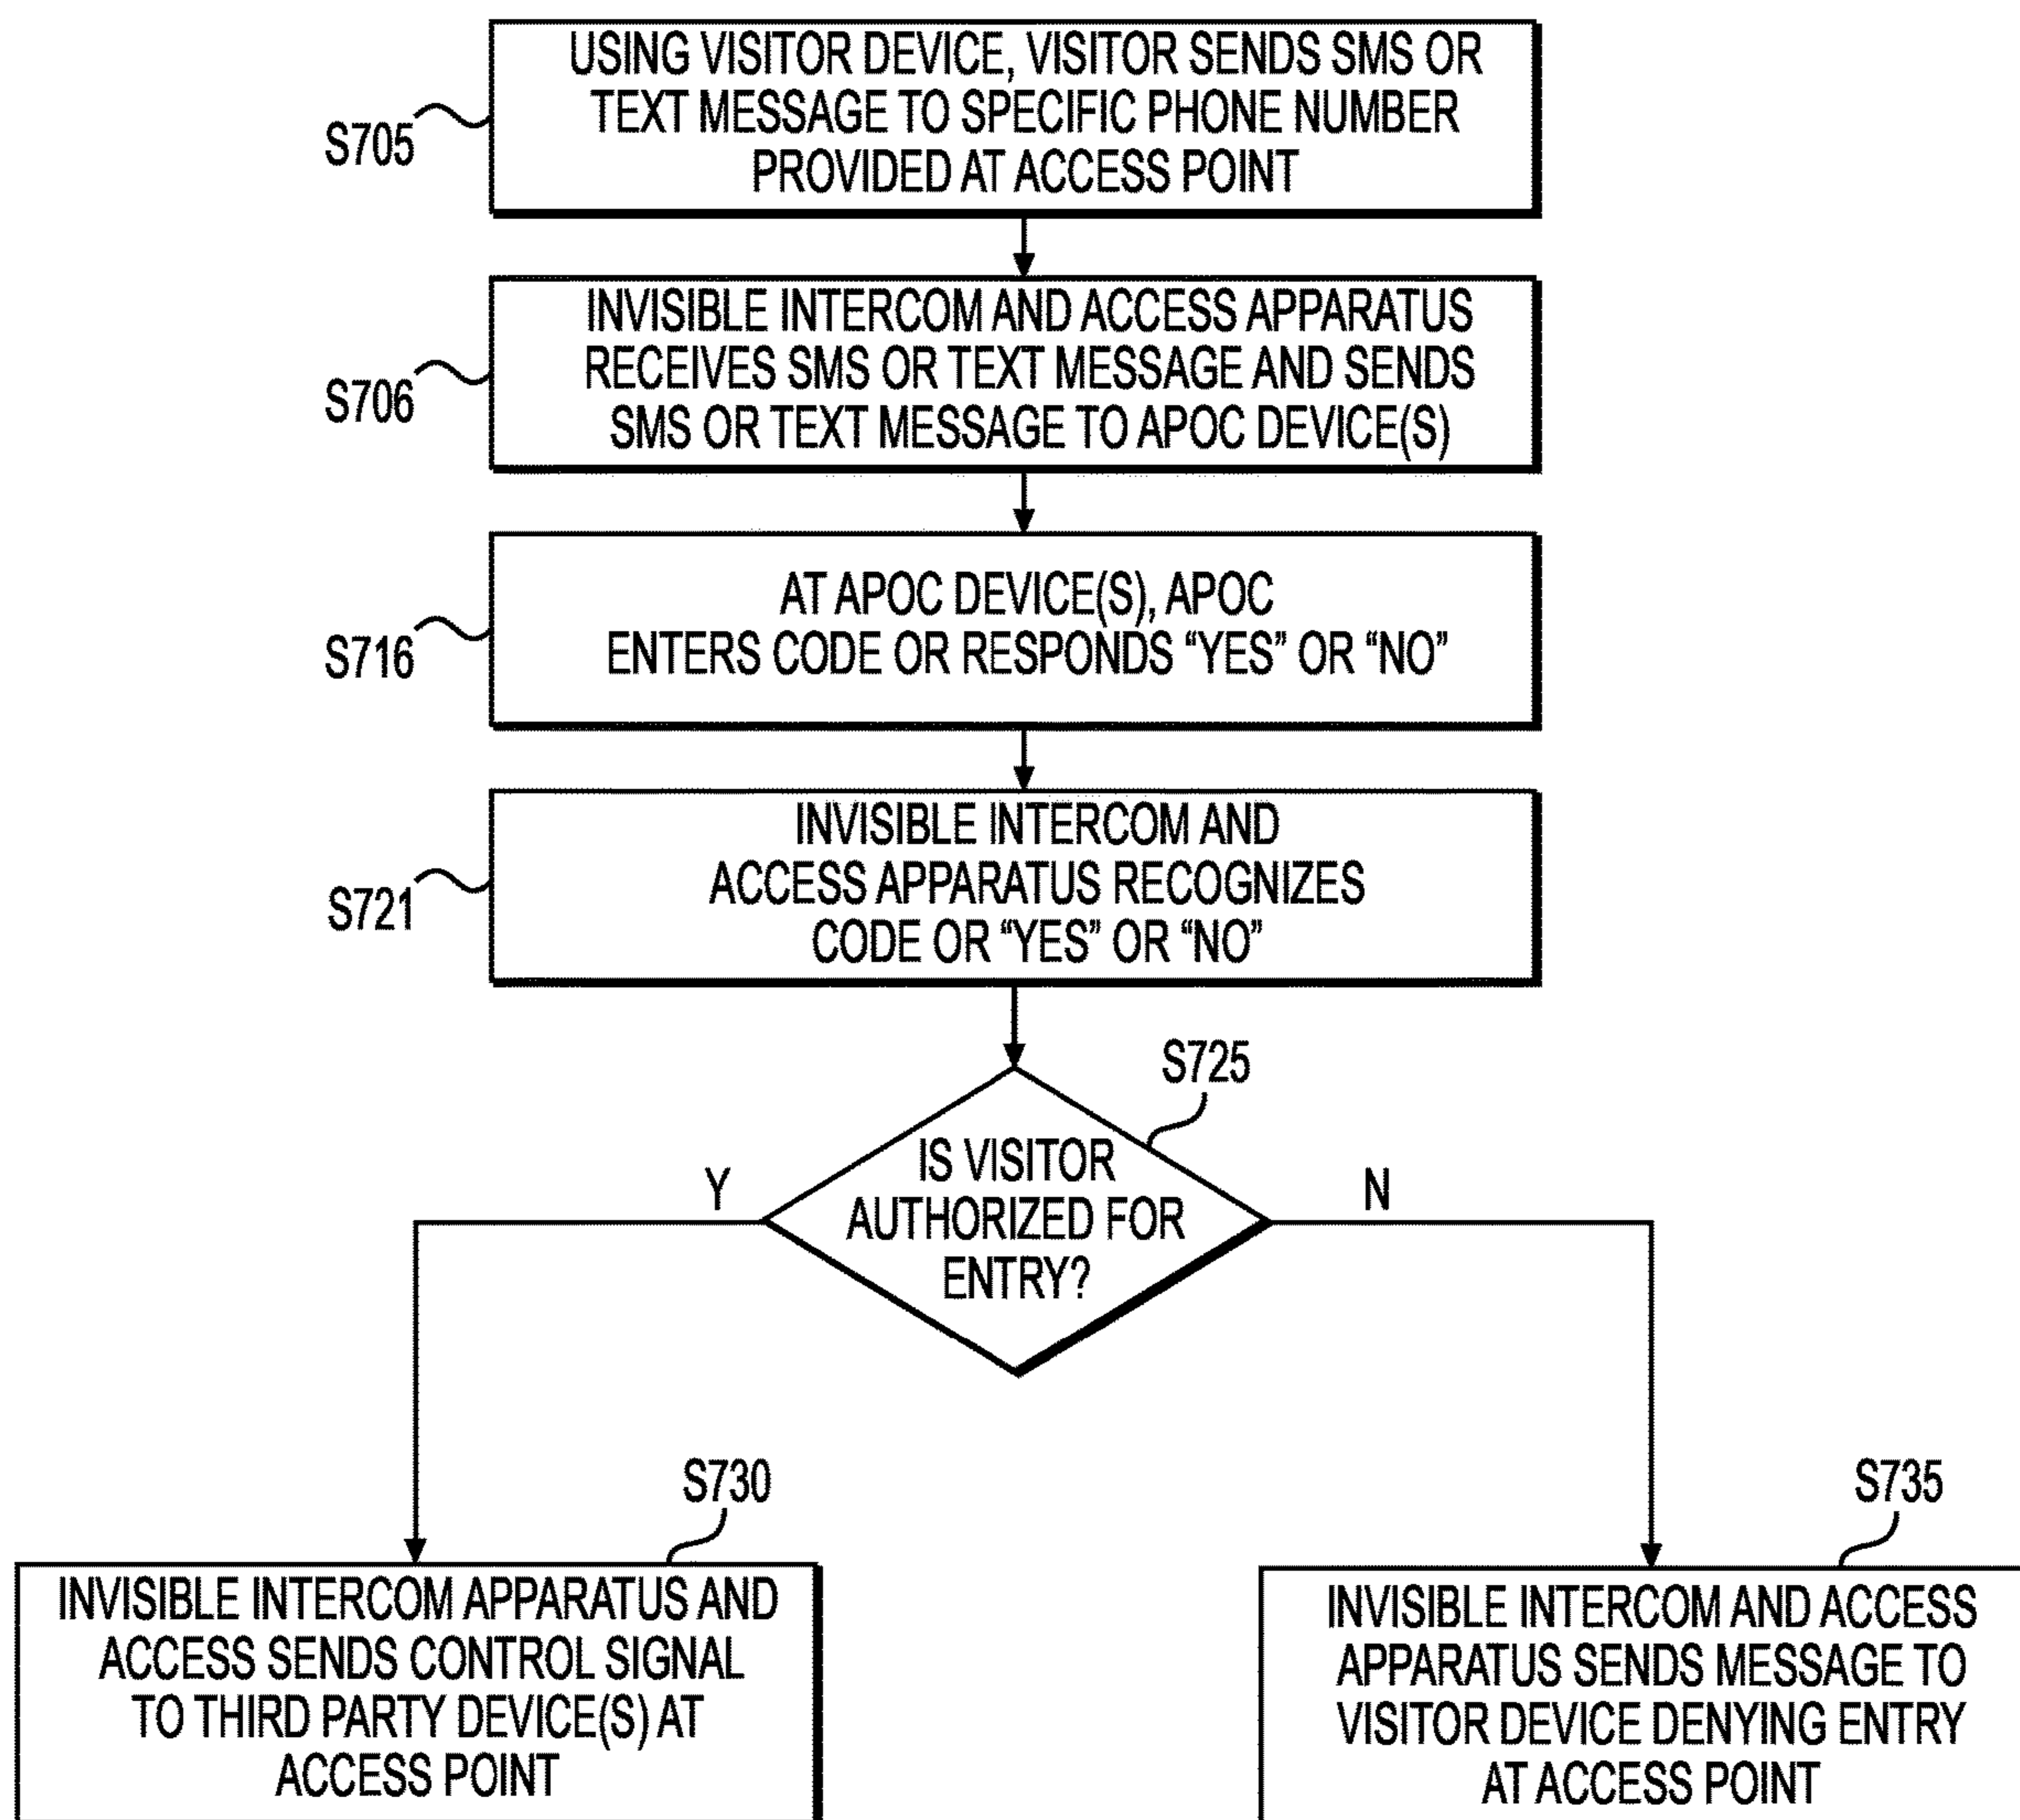 USING VISITOR DEVICE, VISITOR SENDS SMS OR
TEXT MESSAGE TO SPECIFIC PHONE NUMBER
PROVIDED AT ACCESS POINT
S705
INVISIBLE INTERCOM AND ACCESS APPARATUS
RECEIVES SMS OR TEXT MESSAGE AND SENDS
SMS OR TEXT MESSAGE TO APOC DEVICE(S)
S706
AT APOC DEVICE(S), APOC
ENTERS CODE OR RESPONDS “YES” OR “NO”
S716
INVISIBLE INTERCOM AND
ACCESS APPARATUS RECOGNIZES
CODE OR “YES” OR “NO”
S721
S725
IS VISITOR
AUTHORIZED FOR
ENTRY?
Y
N
S730
INVISIBLE INTERCOM APPARATUS AND
ACCESS SENDS CONTROL SIGNAL
TO THIRD PARTY DEVICE(S) AT
ACCESS POINT
S735
INVISIBLE INTERCOM AND ACCESS
APPARATUS SENDS MESSAGE TO
VISITOR DEVICE DENYING ENTRY
AT ACCESS POINT